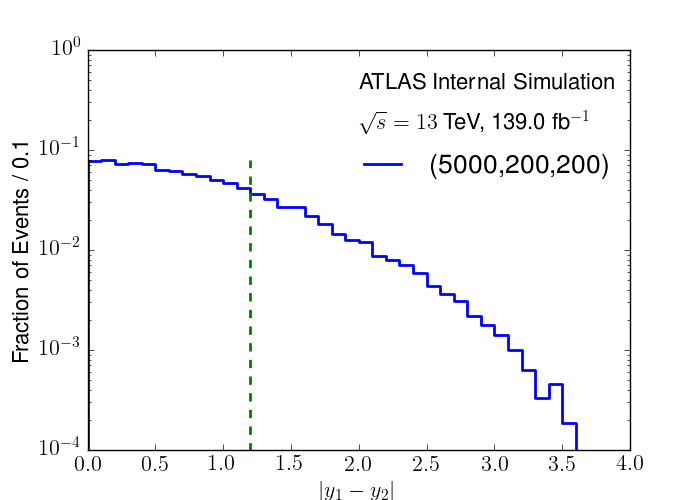 ATLAS Internal Simulation
√s = 13 TeV, 139.0 fb⁻¹
(5000,200,200)
Fraction of Events / 0.1
10⁰
10⁻¹
10⁻²
10⁻³
10⁻⁴
0.0 0.5 1.0 1.5 2.0 2.5 3.0 3.5 4.0
|y₁ − y₂|